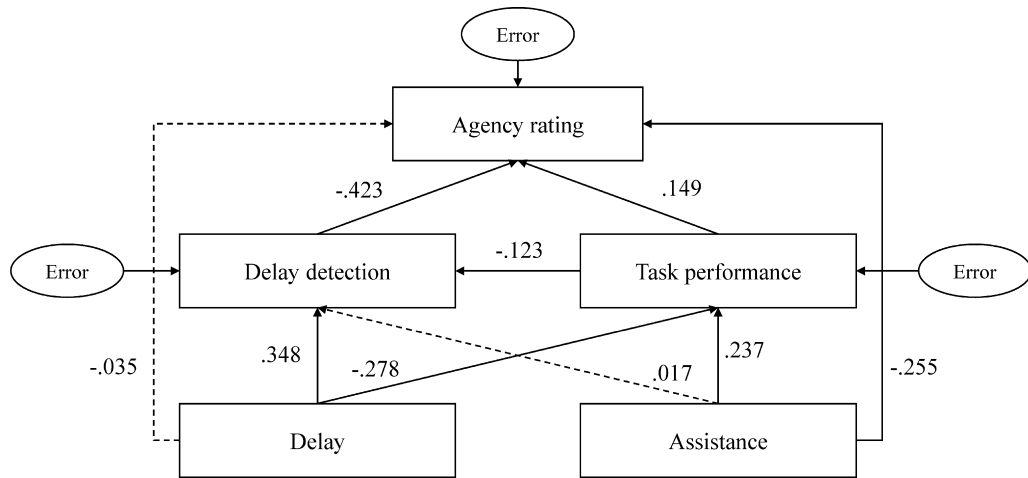 Error
Agency rating
-.423
.149
Error
Delay detection
-.123
Task performance
Error
-.035
.348
-.278
.017
.237
-.255
Delay
Assistance